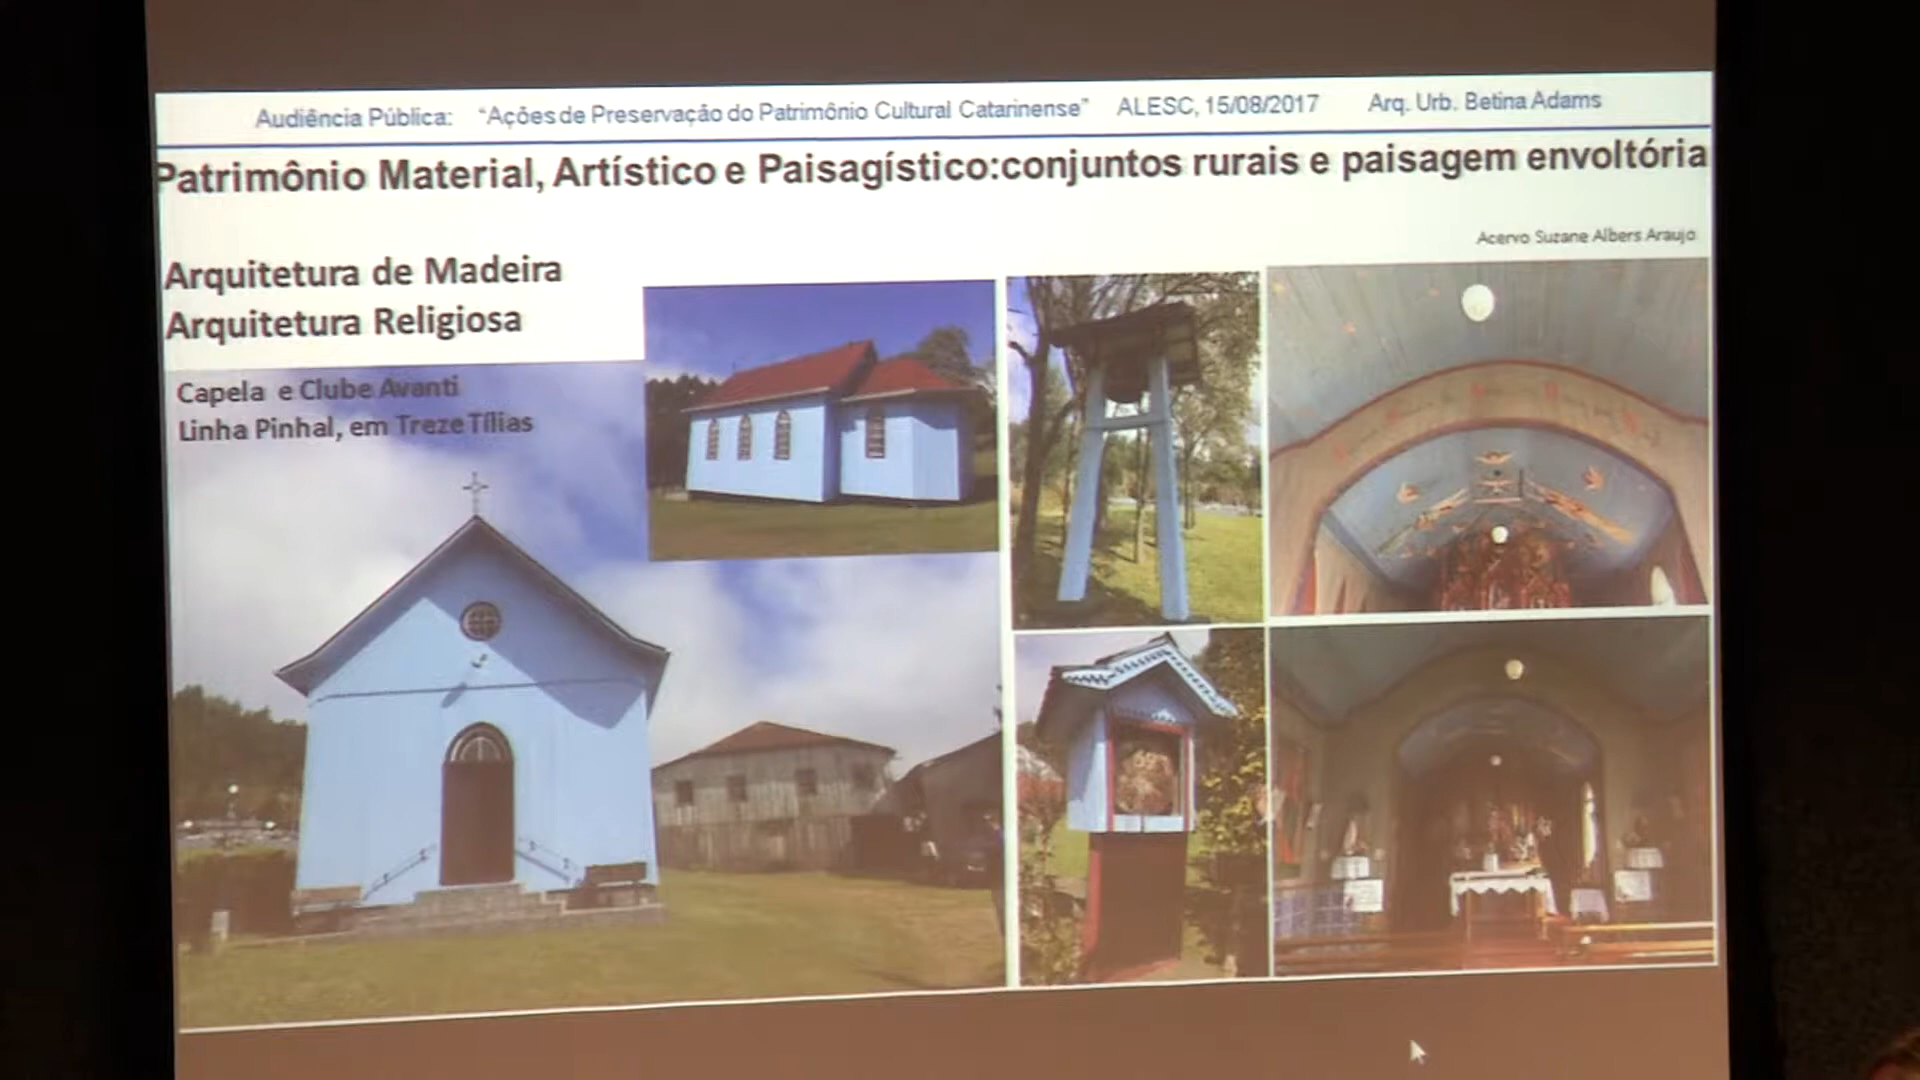 Audiência Pública: “Ações de Preservação do Patrimônio Cultural Catarinense” ALESC, 15/08/2017 Arq. Urb. Betina Adams
Patrimônio Material, Artístico e Paisagístico:conjuntos rurais e paisagem envoltória
Acervo Suzane Albers Araujo
Arquitetura de Madeira
Arquitetura Religiosa
Capela e Clube Avanti
Linha Pinhal, em Treze Tílias